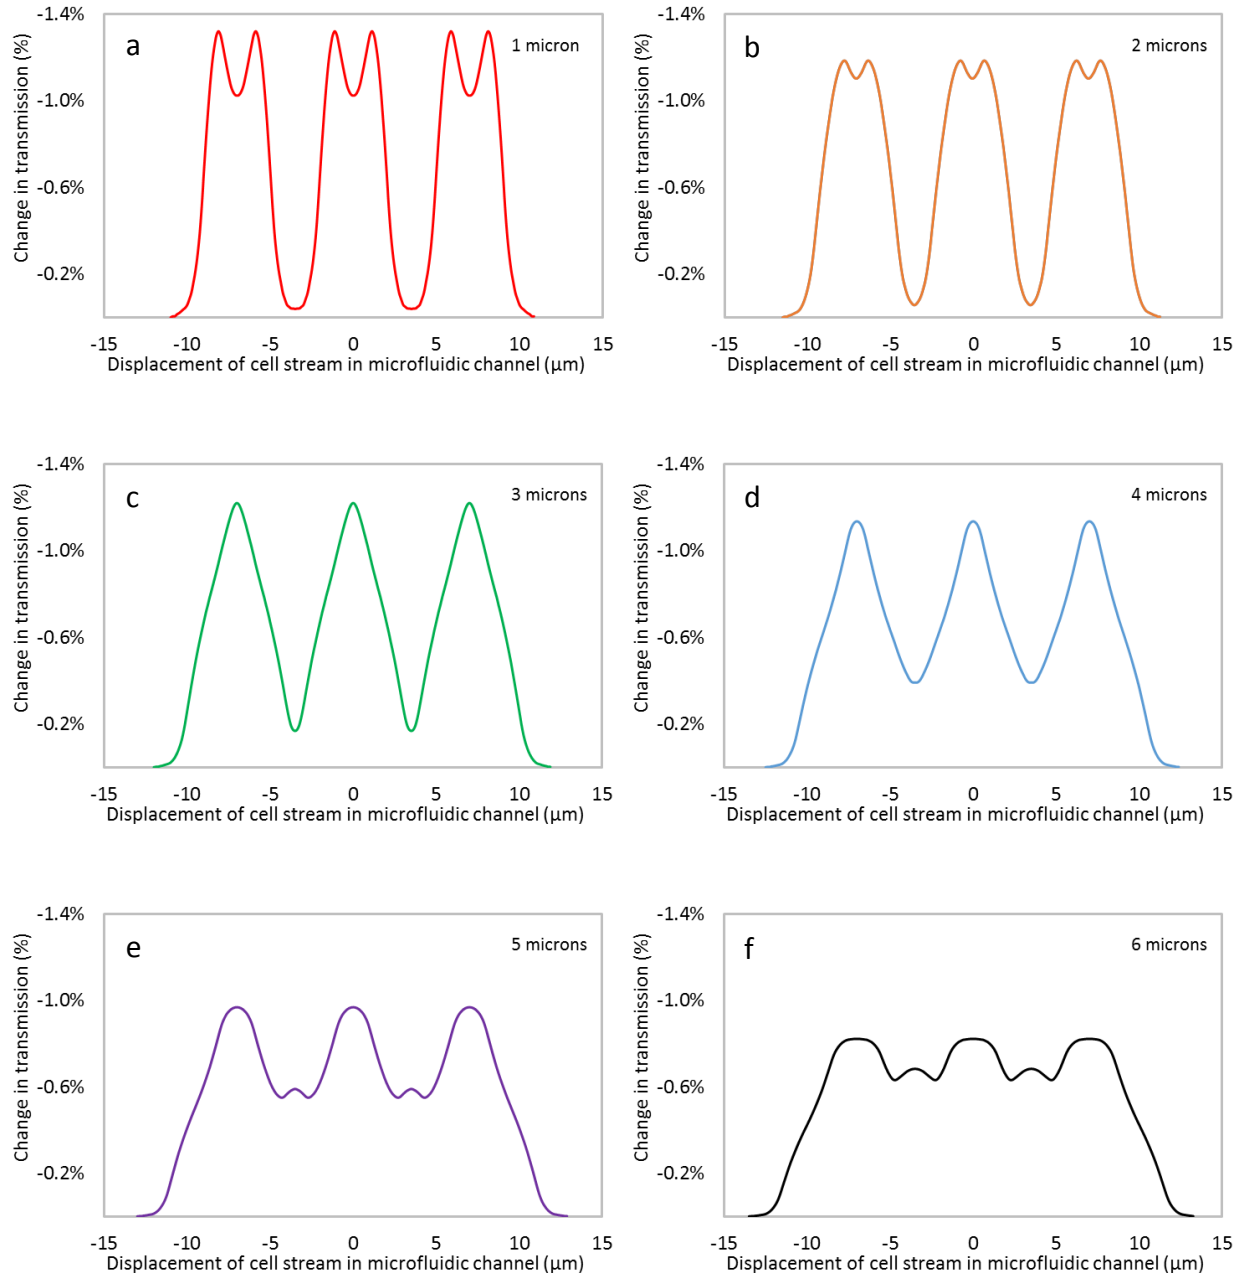 Change in transmission (%)
-1.4%
-1.0%
-0.6%
-0.2%
a
1 micron
-15 -10 -5 0 5 10 15
Displacement of cell stream in microfluidic channel (µm)
Change in transmission (%)
-1.4%
-1.0%
-0.6%
-0.2%
b
2 microns
-15 -10 -5 0 5 10 15
Displacement of cell stream in microfluidic channel (µm)
Change in transmission (%)
-1.4%
-1.0%
-0.6%
-0.2%
c
3 microns
-15 -10 -5 0 5 10 15
Displacement of cell stream in microfluidic channel (µm)
Change in transmission (%)
-1.4%
-1.0%
-0.6%
-0.2%
d
4 microns
-15 -10 -5 0 5 10 15
Displacement of cell stream in microfluidic channel (µm)
Change in transmission (%)
-1.4%
-1.0%
-0.6%
-0.2%
e
5 microns
-15 -10 -5 0 5 10 15
Displacement of cell stream in microfluidic channel (µm)
Change in transmission (%)
-1.4%
-1.0%
-0.6%
-0.2%
f
6 microns
-15 -10 -5 0 5 10 15
Displacement of cell stream in microfluidic channel (µm)